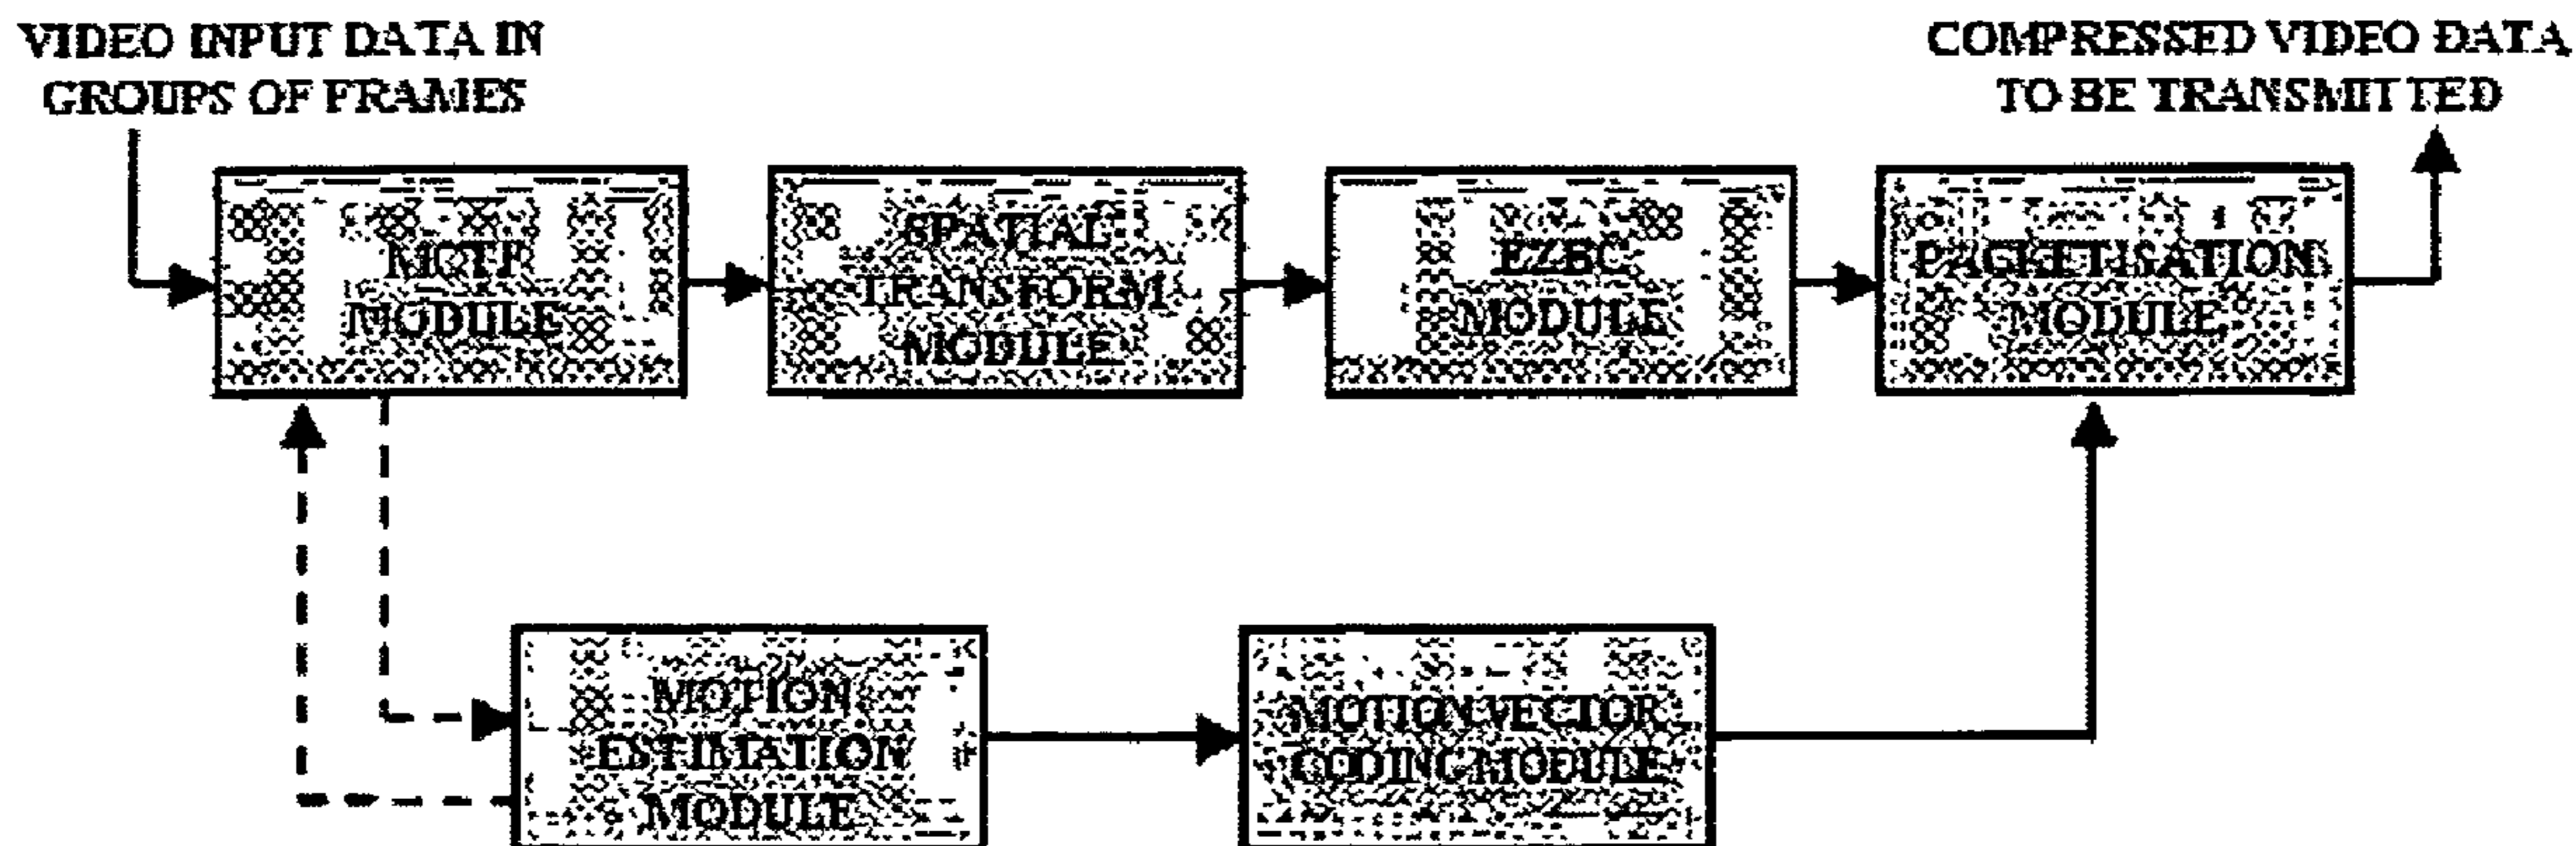 VIDEO INPUT DATA IN
GROUPS OF FRAMES
COMPRESSED VIDEO DATA
TO BE TRANSMITTED
MCTF
MODULE
SPATIAL
TRANSFORM
MODULE
EZBC
MODULE
PACKETISATION
MODULE
MOTION
ESTIMATION
MODULE
MOTION VECTOR
CODING MODULE